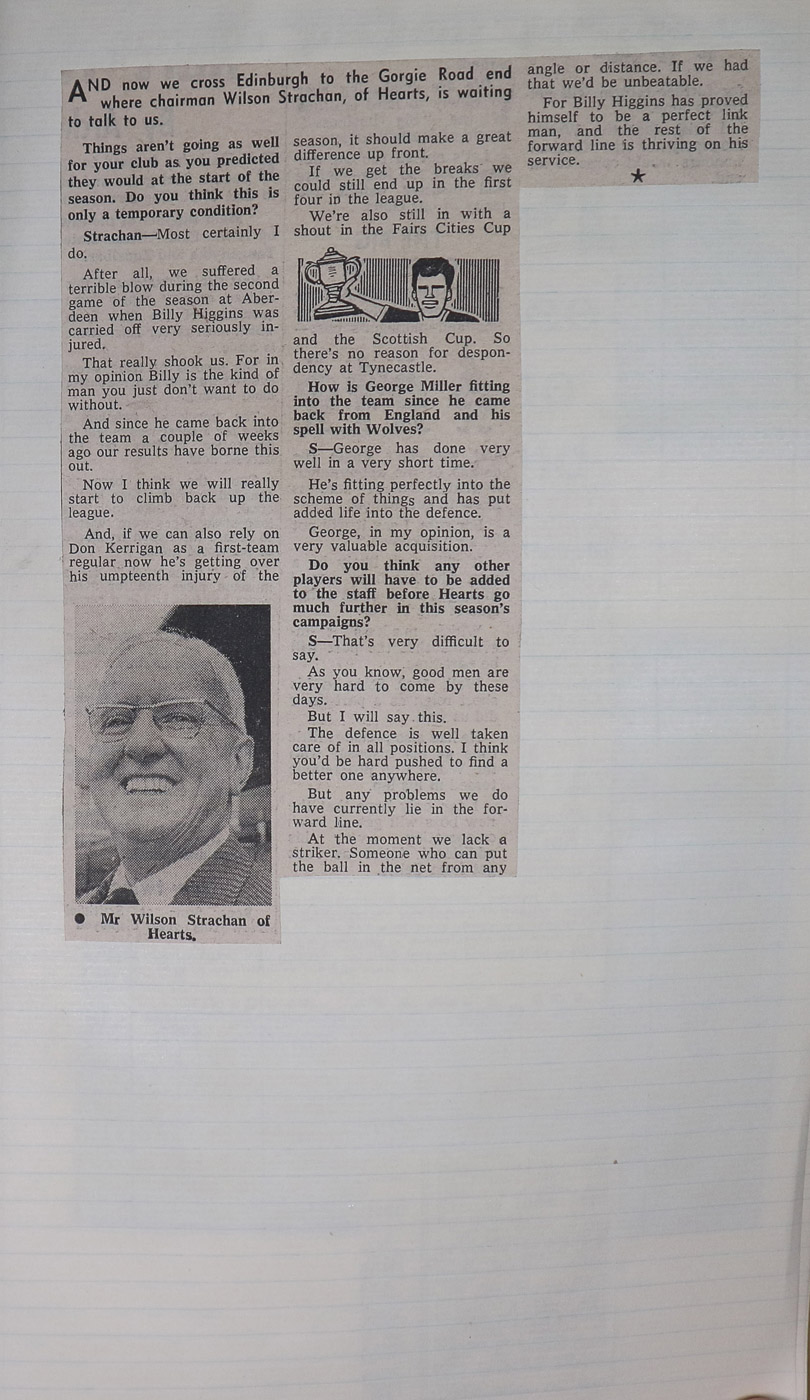 AND now we cross Edinburgh to the Gorgie Road end
where chairman Wilson Strachan, of Hearts, is waiting
to talk to us.
Things aren't going as well
for your club as you predicted
they would at the start of the
season. Do you think this is
only a temporary condition?
Strachan—Most certainly I
do.
After all, we suffered a
terrible blow during the second
game of the season at Aber-
deen when Billy Higgins was
carried off very seriously in-
jured.
That really shook us. For in
my opinion Billy is the kind of
man you just don't want to do
without.
And since he came back into
the team a couple of weeks
ago our results have borne this
out.
Now I think we will really
start to climb back up the
league.
And, if we can also rely on
Don Kerrigan as a first-team
regular now he's getting over
his umpteenth injury of the
● Mr Wilson Strachan of
Hearts.
season, it should make a great
difference up front.
If we get the breaks we
could still end up in the first
four in the league.
We're also still in with a
shout in the Fairs Cities Cup
and the Scottish Cup. So
there's no reason for despon-
dency at Tynecastle.
How is George Miller fitting
into the team since he came
back from England and his
spell with Wolves?
S—George has done very
well in a very short time.
He's fitting perfectly into the
scheme of things and has put
added life into the defence.
George, in my opinion, is a
very valuable acquisition.
Do you think any other
players will have to be added
to the staff before Hearts go
much further in this season's
campaigns?
S—That's very difficult to
say.
As you know, good men are
very hard to come by these
days.
But I will say this.
The defence is well taken
care of in all positions. I think
you'd be hard pushed to find a
better one anywhere.
But any problems we do
have currently lie in the for-
ward line.
At the moment we lack a
striker. Someone who can put
the ball in the net from any
angle or distance. If we had
that we'd be unbeatable.
For Billy Higgins has proved
himself to be a perfect link
man, and the rest of the
forward line is thriving on his
service.
★